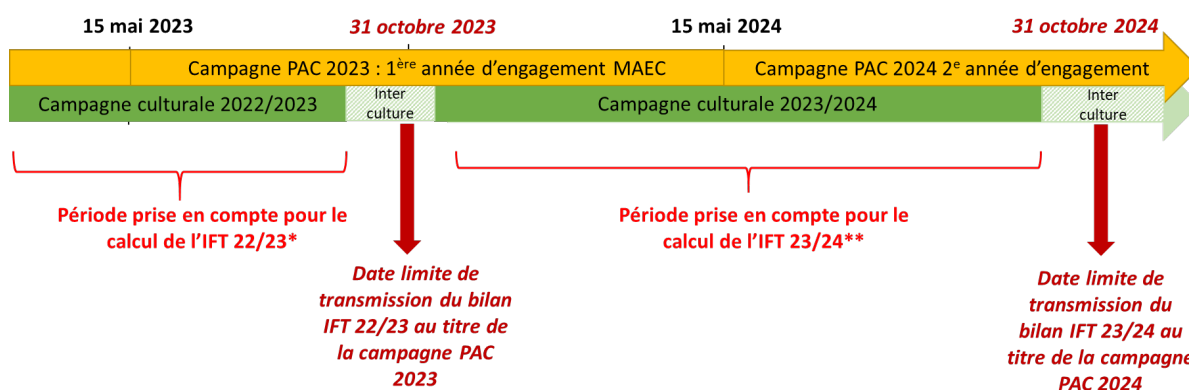 15 mai 2023
31 octobre 2023
15 mai 2024
31 octobre 2024
Campagne PAC 2023 : 1ère année d’engagement MAEC
Campagne PAC 2024 2e année d’engagement
Campagne culturale 2022/2023
Inter
culture
Campagne culturale 2023/2024
Inter
culture
Période prise en compte pour le
calcul de l’IFT 22/23*
Période prise en compte pour le
calcul de l’IFT 23/24**
Date limite de
transmission du bilan
IFT 22/23 au titre de
la campagne PAC
2023
Date limite de
transmission du
bilan IFT 23/24 au
titre de la campagne
PAC 2024